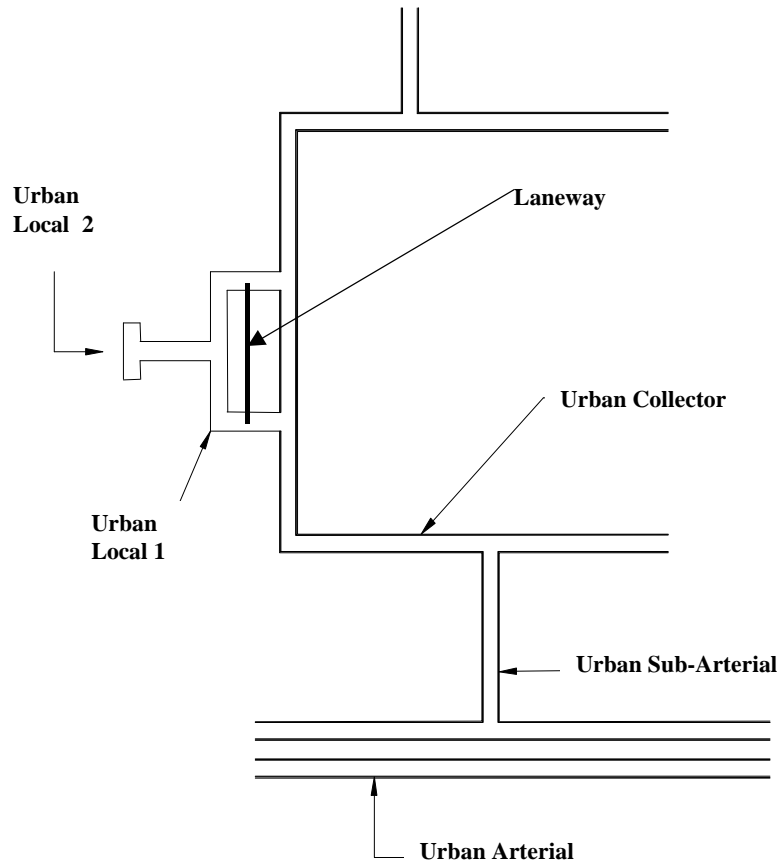 Urban
Local 2
Laneway
Urban Collector
Urban
Local 1
Urban Sub-Arterial
Urban Arterial